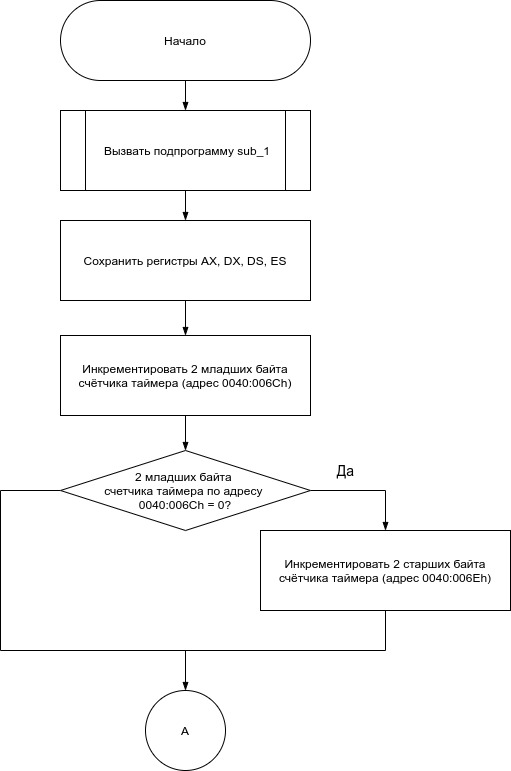 Начало
Вызвать подпрограмму sub_1
Сохранить регистры AX, DX, DS, ES
Инкрементировать 2 младших байта
счётчика таймера (адрес 0040:006Ch)
2 младших байта
счетчика таймера по адресу
0040:006Ch = 0?
Да
Инкрементировать 2 старших байта
счётчика таймера (адрес 0040:006Eh)
А